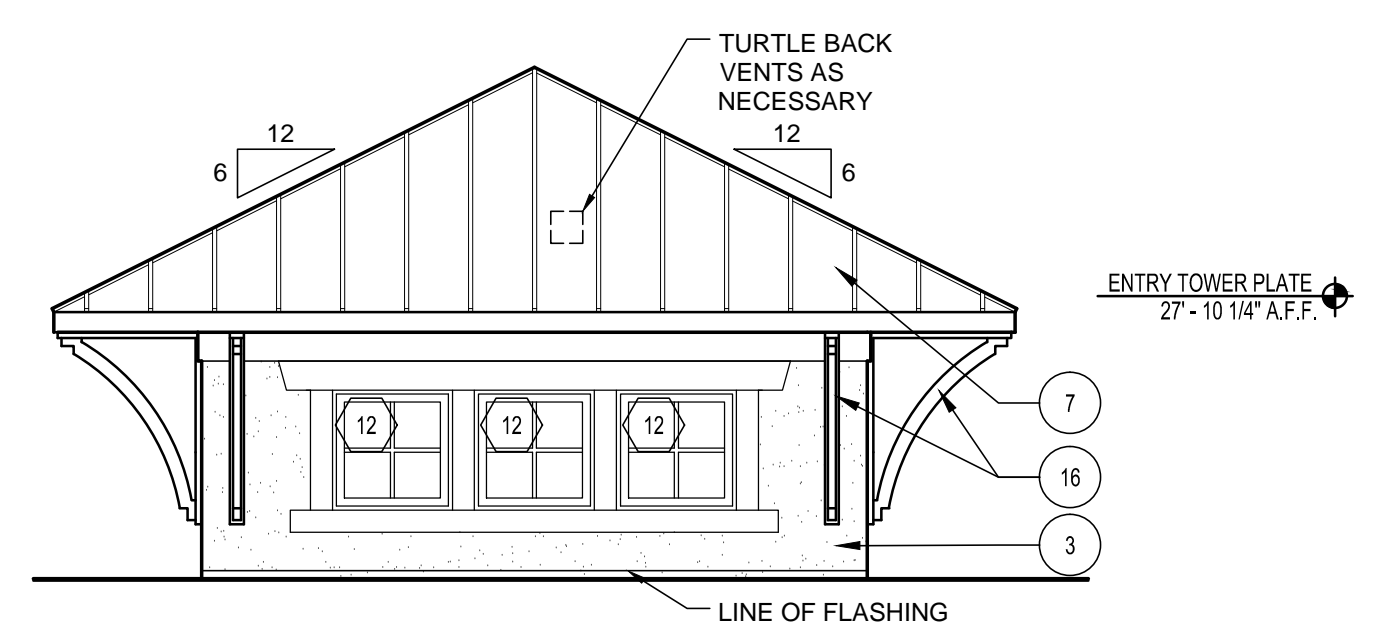 TURTLE BACK
VENTS AS
NECESSARY
12
6
12
6
ENTRY TOWER PLATE
27' - 10 1/4" A.F.F.
7
12
12
12
16
3
LINE OF FLASHING